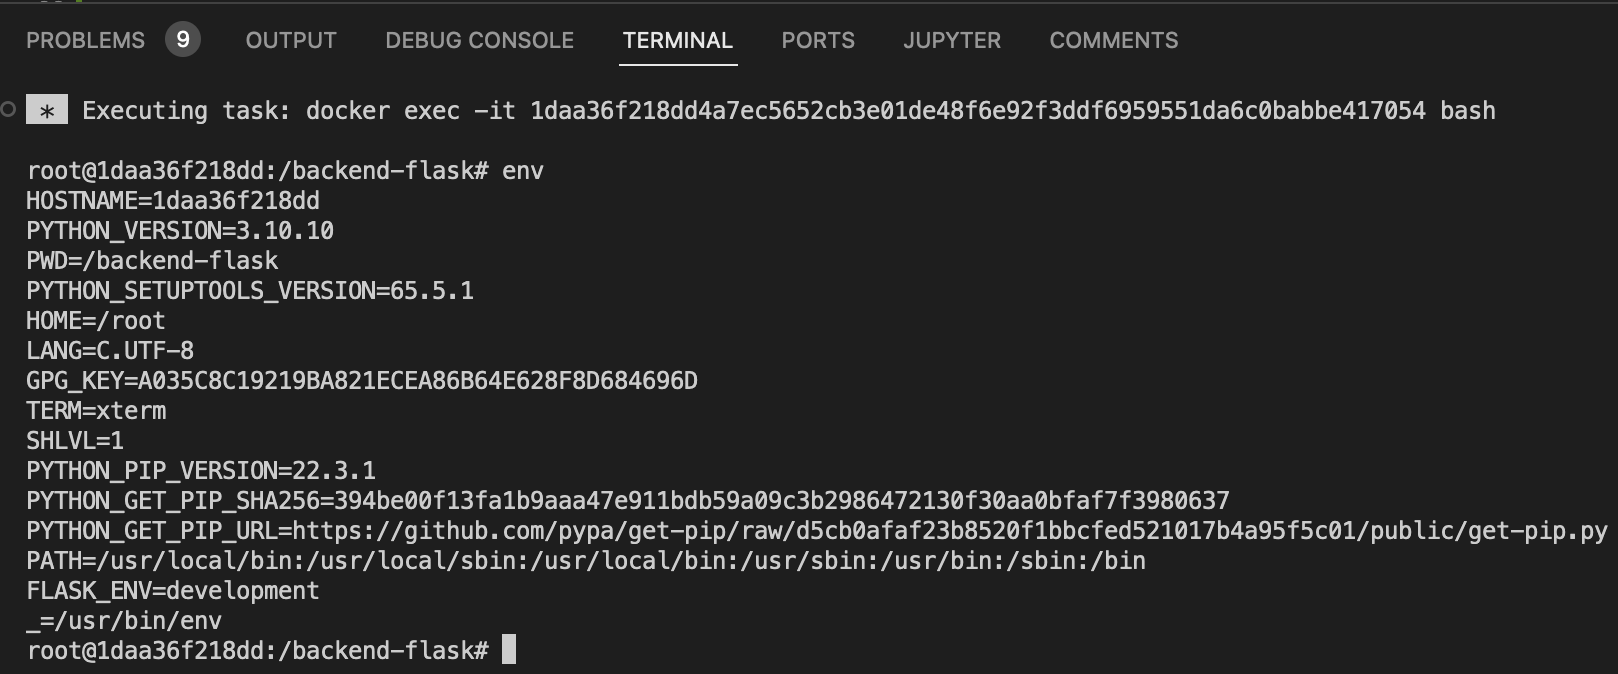 PROBLEMS 9 OUTPUT DEBUG CONSOLE TERMINAL PORTS JUPYTER COMMENTS
* Executing task: docker exec -it 1daa36f218dd4a7ec5652cb3e01de48f6e92f3ddf6959551da6c0babbe417054 bash
root@1daa36f218dd:/backend-flask# env
HOSTNAME=1daa36f218dd
PYTHON_VERSION=3.10.10
PWD=/backend-flask
PYTHON_SETUPTOOLS_VERSION=65.5.1
HOME=/root
LANG=C.UTF-8
GPG_KEY=A035C8C19219BA821ECEA86B64E628F8D684696D
TERM=xterm
SHLVL=1
PYTHON_PIP_VERSION=22.3.1
PYTHON_GET_PIP_SHA256=394be00f13fa1b9aaa47e911bdb59a09c3b2986472130f30aa0bfaf7f3980637
PYTHON_GET_PIP_URL=https://github.com/pypa/get-pip/raw/d5cb0afaf23b8520f1bbcfed521017b4a95f5c01/public/get-pip.py
PATH=/usr/local/bin:/usr/local/sbin:/usr/local/bin:/usr/sbin:/usr/bin:/sbin:/bin
FLASK_ENV=development
_=/usr/bin/env
root@1daa36f218dd:/backend-flask#